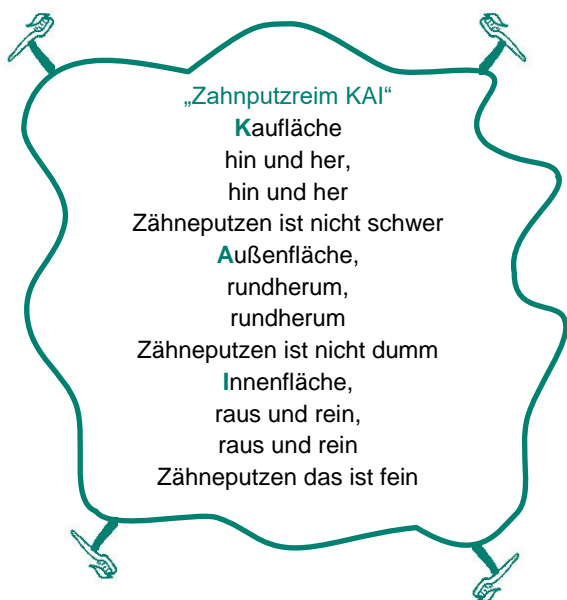 „Zahnputzreim KAI“
Kaufläche
hin und her,
hin und her
Zähneputzen ist nicht schwer
Außenfläche,
rundherum,
rundherum
Zähneputzen ist nicht dumm
Innenfläche,
raus und rein,
raus und rein
Zähneputzen das ist fein